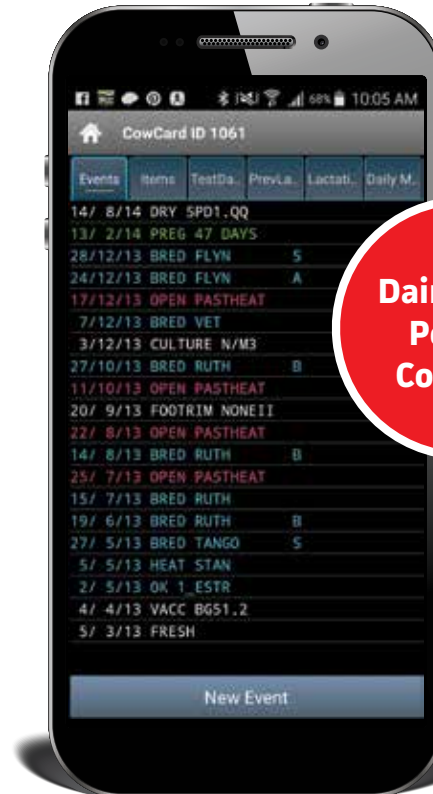 68% 10:05 AM
CowCard ID 1061
Events Items TestDa.. PrevLa.. Lactati.. Daily M..
14/ 8/14 DRY SPD1.QQ
13/ 2/14 PREG 47 DAYS
28/12/13 BRED FLYN S
24/12/13 BRED FLYN A
17/12/13 OPEN PASTHEAT
7/12/13 BRED VET
3/12/13 CULTURE N/M3
27/10/13 BRED RUTH B
11/10/13 OPEN PASTHEAT
20/ 9/13 FOOTRIM NONEII
22/ 8/13 OPEN PASTHEAT
14/ 8/13 BRED RUTH B
25/ 7/13 OPEN PASTHEAT
15/ 7/13 BRED RUTH
19/ 6/13 BRED RUTH B
27/ 5/13 BRED TANGO S
5/ 5/13 HEAT STAN
2/ 5/13 OK 1_ESTR
4/ 4/13 VACC BGS1.2
5/ 3/13 FRESH
New Event
Dair
Po
Co